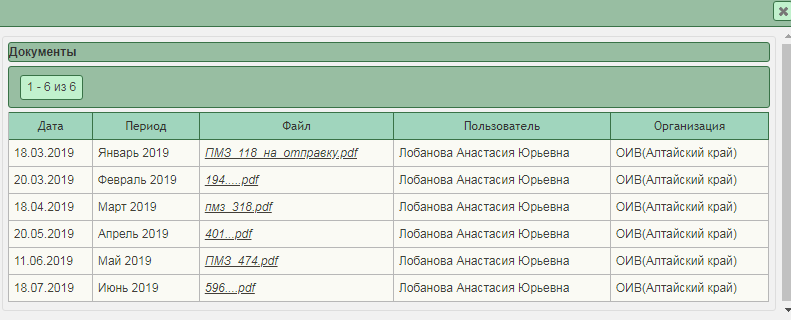 Документы
1 - 6 из 6
Дата Период Файл Пользователь Организация
18.03.2019 Январь 2019 ПМЗ_118_на_отправку.pdf Лобанова Анастасия Юрьевна ОИВ(Алтайский край)
20.03.2019 Февраль 2019 194.....pdf Лобанова Анастасия Юрьевна ОИВ(Алтайский край)
18.04.2019 Март 2019 пмз_318.pdf Лобанова Анастасия Юрьевна ОИВ(Алтайский край)
20.05.2019 Апрель 2019 401...pdf Лобанова Анастасия Юрьевна ОИВ(Алтайский край)
11.06.2019 Май 2019 ПМЗ_474.pdf Лобанова Анастасия Юрьевна ОИВ(Алтайский край)
18.07.2019 Июнь 2019 596....pdf Лобанова Анастасия Юрьевна ОИВ(Алтайский край)